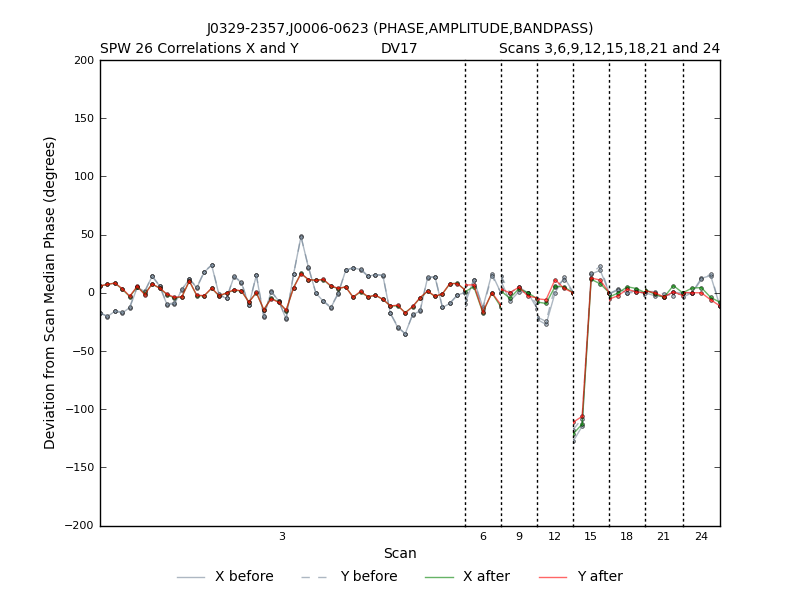 J0329-2357,J0006-0623 (PHASE,AMPLITUDE,BANDPASS)
SPW 26 Correlations X and Y DV17 Scans 3,6,9,12,15,18,21 and 24
200
150
100
50
0
−50
−100
−150
−200
Deviation from Scan Median Phase (degrees)
3 6 9 12 15 18 21 24
Scan
X before Y before X after Y after